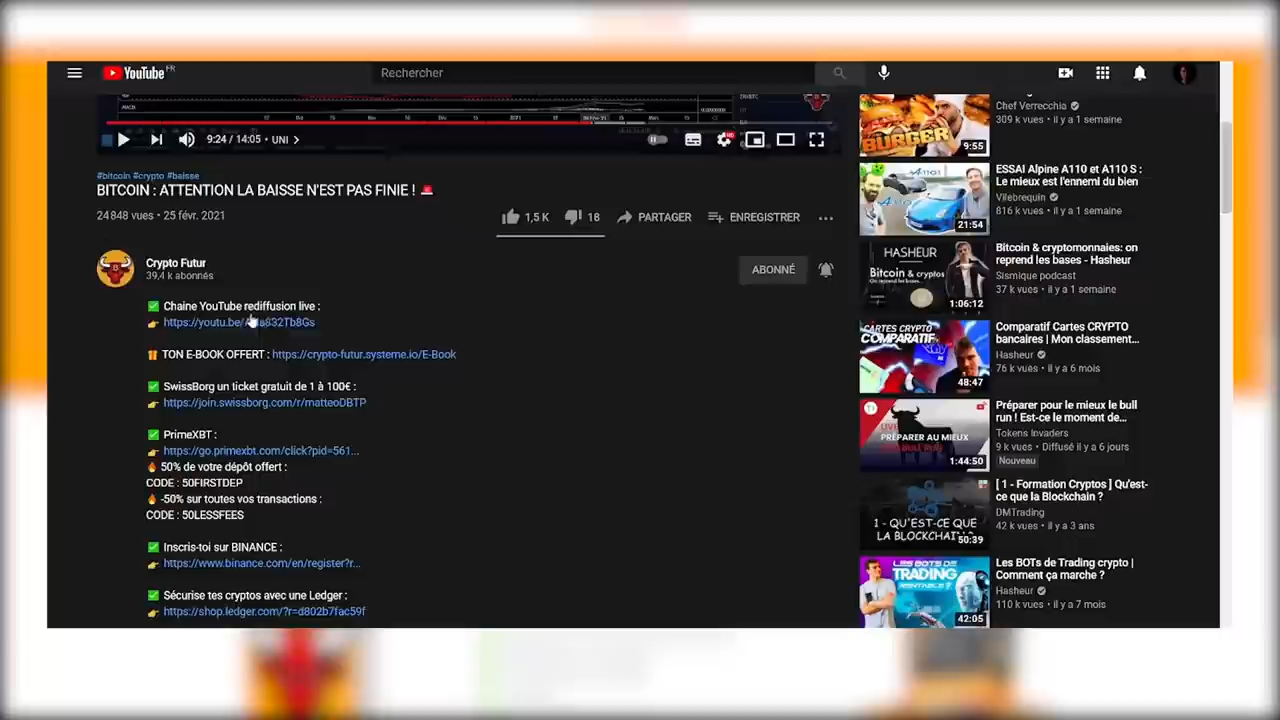 YouTube FR
Rechercher
9:24 / 14:05 • UNI >
#bitcoin #crypto #baisse
BITCOIN : ATTENTION LA BAISSE N'EST PAS FINIE ! 🚨
24 848 vues • 25 févr. 2021
1,5 K
18
PARTAGER
ENREGISTRER
Crypto Futur
39,4 k abonnés
ABONNÉ
✅ Chaine YouTube rediffusion live :
TON E-BOOK OFFERT : https://crypto-futur.systeme.io/E-Book
✅ SwissBorg un ticket gratuit de 1 à 100€ :
👉 https://join.swissborg.com/r/matteoDBTP
✅ PrimeXBT :
👉 https://go.primexbt.com/click?pid=561...
🔥 50% de votre dépôt offert :
CODE : 50FIRSTDEP
🔥 -50% sur toutes vos transactions :
CODE : 50LESSFEES
✅ Inscris-toi sur BINANCE :
👉 https://www.binance.com/en/register?r...
✅ Sécurise tes cryptos avec une Ledger :
👉 https://shop.ledger.com/?r=d802b7fac59f
BURGER
9:55
Chef Verrecchia
309 k vues • il y a 1 semaine
21:54
ESSAI Alpine A110 et A110 S :
Le mieux est l'ennemi du bien
Vilebrequin
816 k vues • il y a 1 semaine
HASHEUR
Bitcoin & cryptos
1:06:12
Bitcoin & cryptomonnaies: on
reprend les bases - Hasheur
Sismique podcast
37 k vues • il y a 1 semaine
CARTES CRYPTO
COMPARATIF
48:47
Comparatif Cartes CRYPTO
bancaires | Mon classement...
Hasheur
76 k vues • il y a 6 mois
PRÉPARER AU MIEUX
1:44:50
Préparer pour le mieux le bull
run ! Est-ce le moment de...
Tokens Invaders
9 k vues • Diffusé il y a 6 jours
Nouveau
1 - QU'EST-CE QUE
LA BLOCKCHAIN
50:39
[ 1 - Formation Cryptos ] Qu'est-
ce que la Blockchain ?
DMTrading
42 k vues • il y a 3 ans
LES BOTS DE
TRADING
42:05
Les BOTs de Trading crypto |
Comment ça marche ?
Hasheur
110 k vues • il y a 7 mois